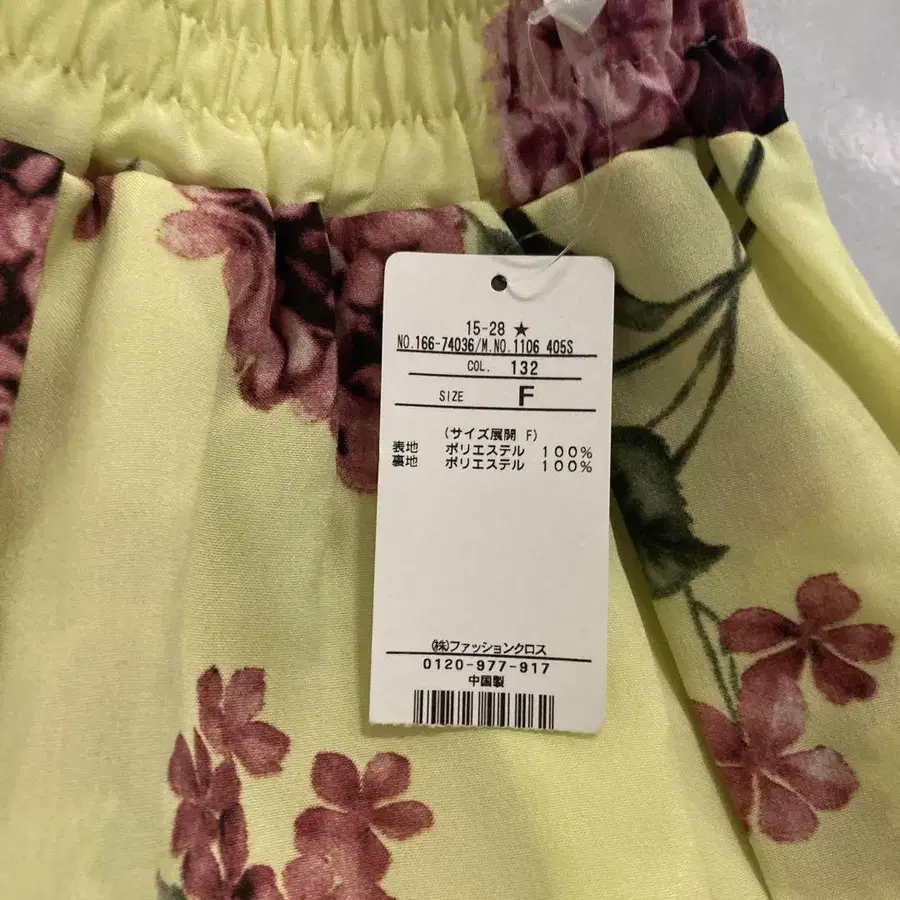 15-28 ★
NO.166-74036/M.NO.1106 405S
COL. 132
SIZE F
(サイズ展開 F)
表地 ポリエステル 100%
裏地 ポリエステル 100%
㈱ファッションクロス
0120-977-917
中国製